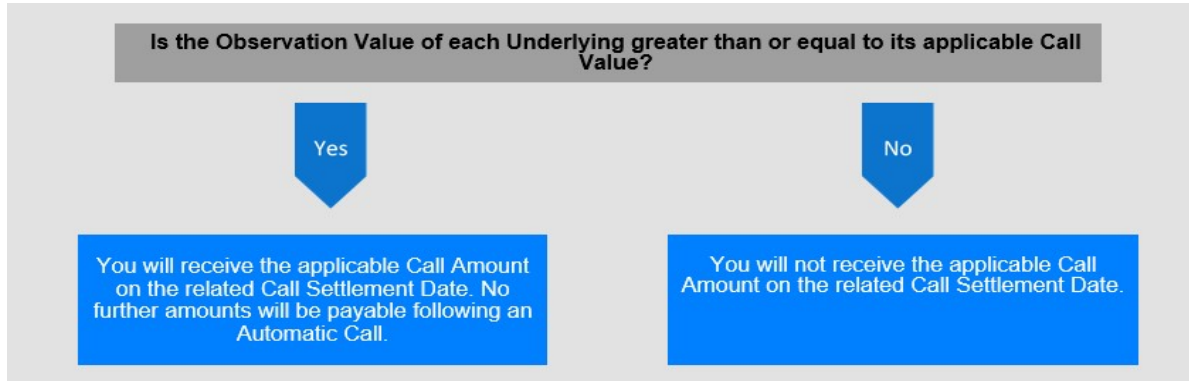 Is the Observation Value of each Underlying greater than or equal to its applicable Call
Value?
Yes
No
You will receive the applicable Call Amount
on the related Call Settlement Date. No
further amounts will be payable following an
Automatic Call.
You will not receive the applicable Call
Amount on the related Call Settlement Date.